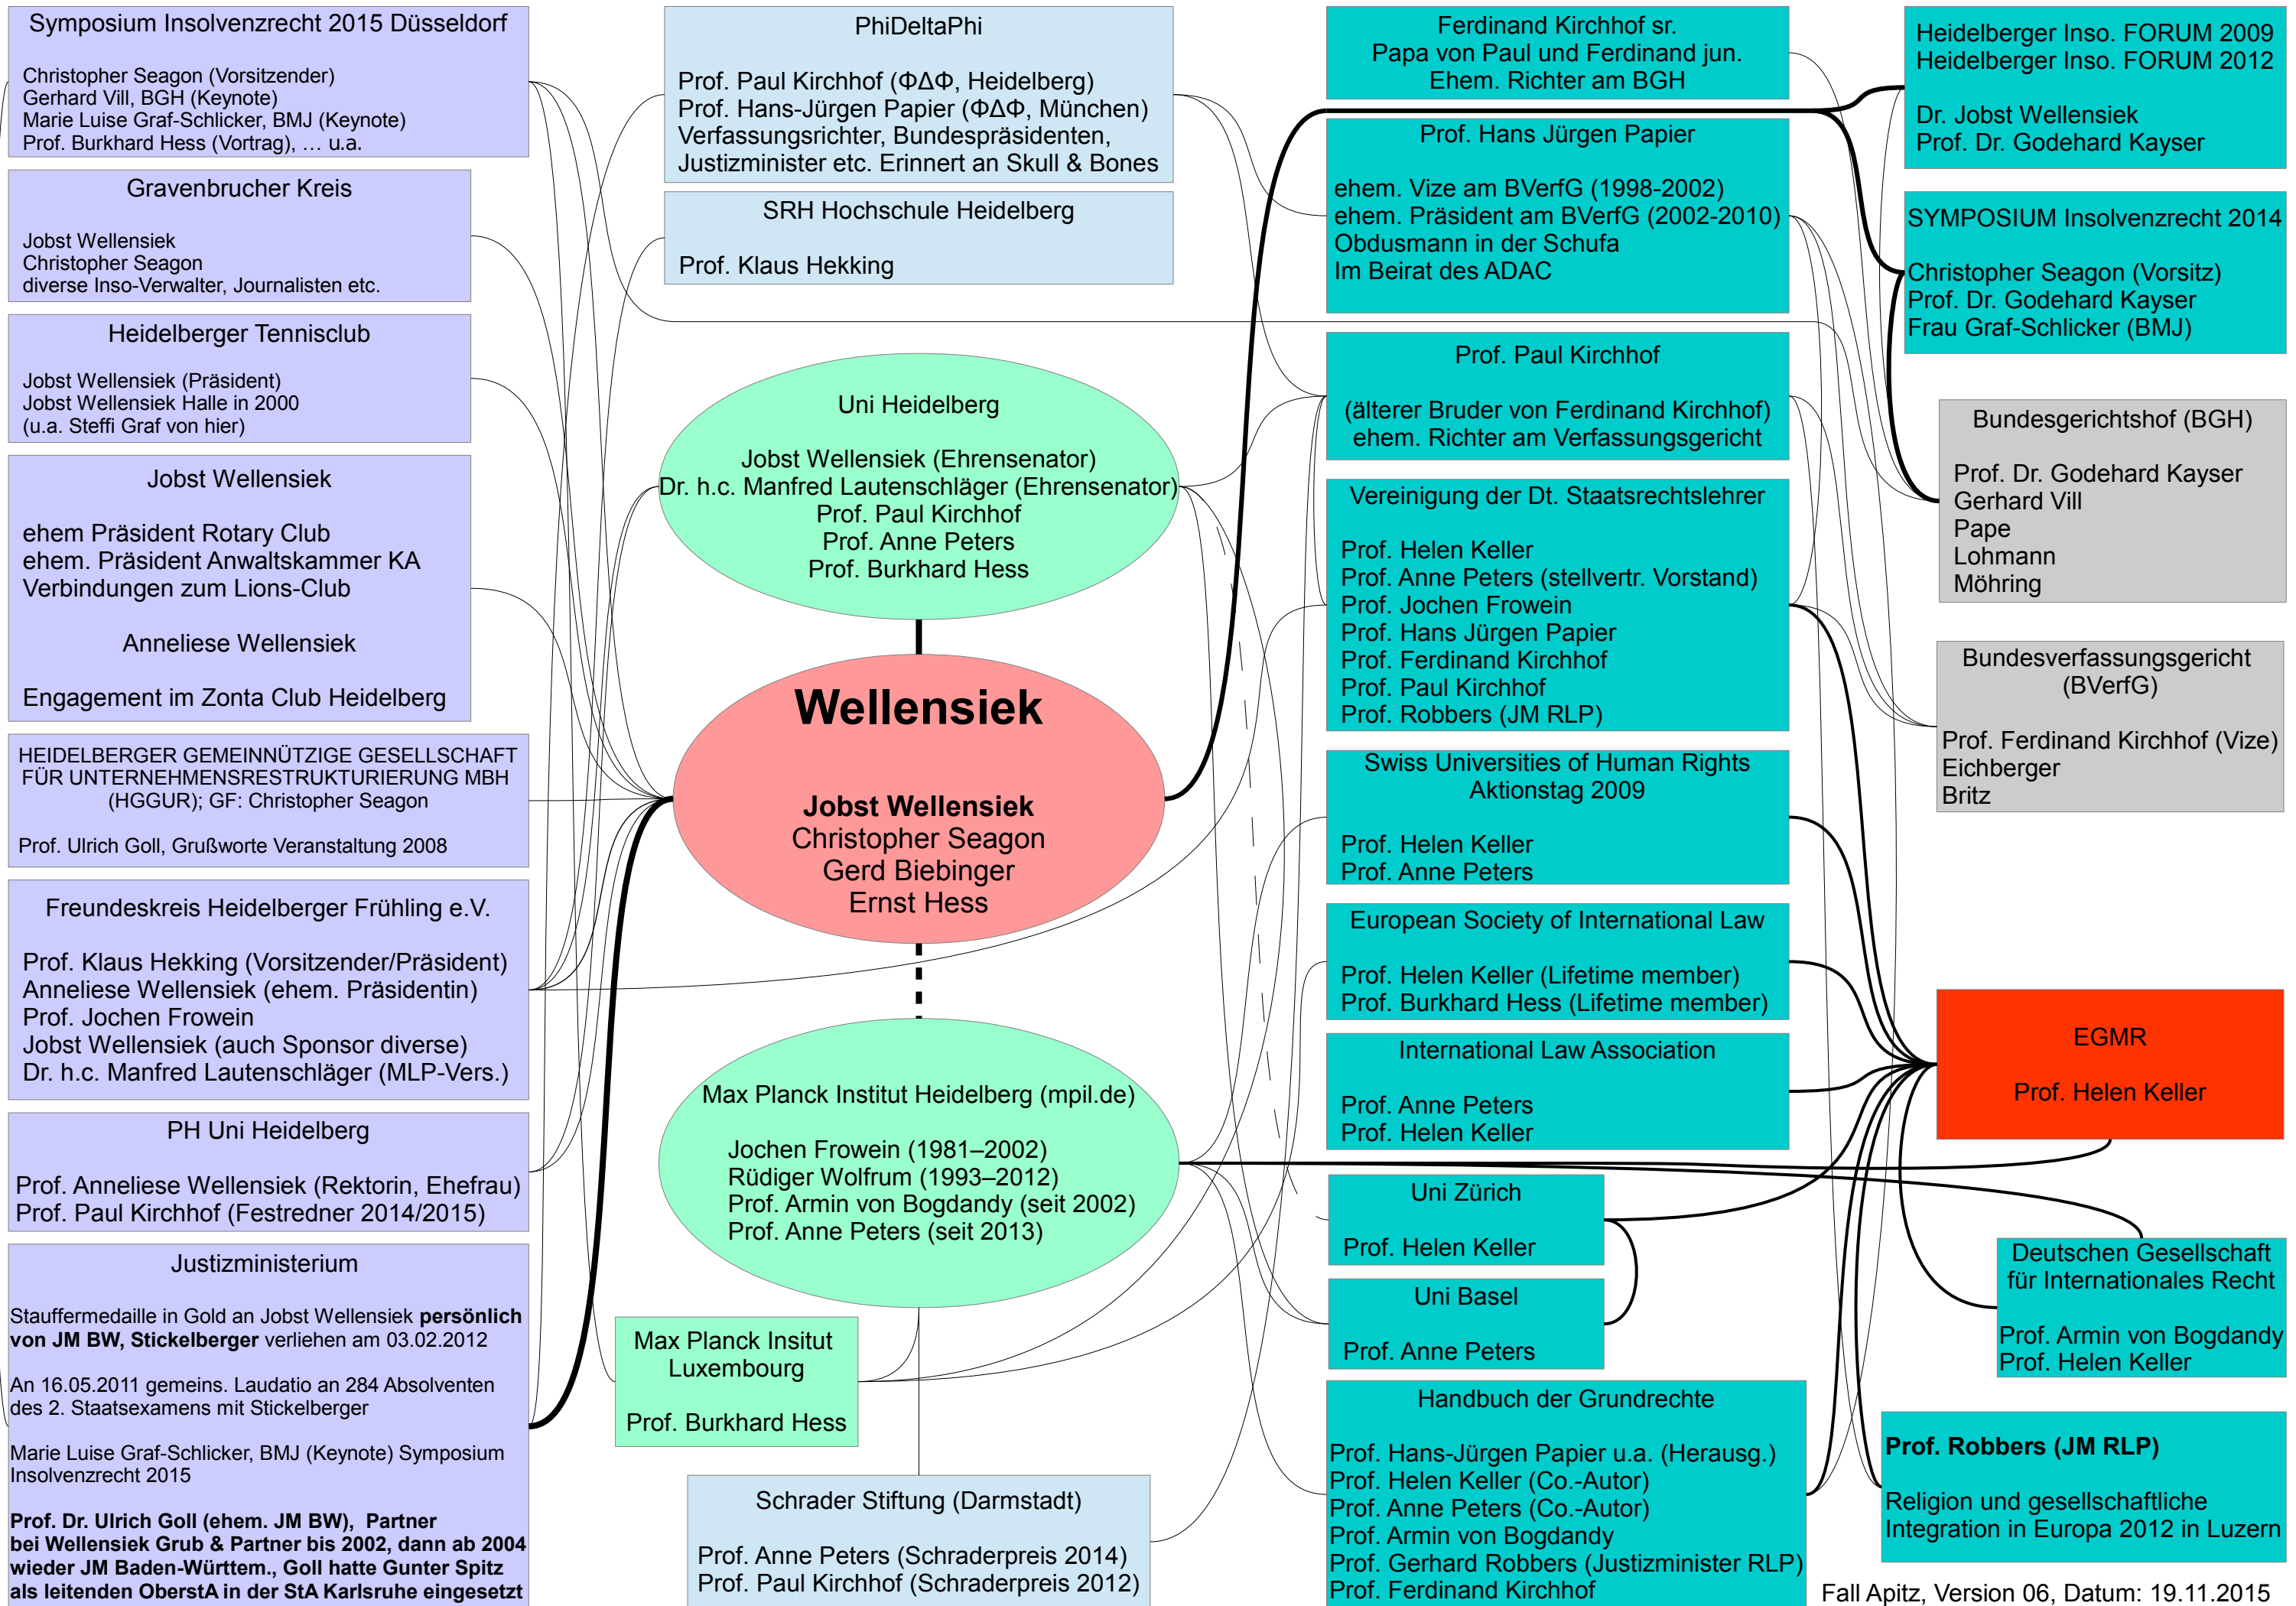 Symposium Insolvenzrecht 2015 Düsseldorf
Christopher Seagon (Vorsitzender)
Gerhard Vill, BGH (Keynote)
Marie Luise Graf-Schlicker, BMJ (Keynote)
Prof. Burkhard Hess (Vortrag), … u.a.
Gravenbrucher Kreis
Jobst Wellensiek
Christopher Seagon
diverse Inso-Verwalter, Journalisten etc.
Heidelberger Tennisclub
Jobst Wellensiek (Präsident)
Jobst Wellensiek Halle in 2000
(u.a. Steffi Graf von hier)
Jobst Wellensiek
ehem Präsident Rotary Club
ehem. Präsident Anwaltskammer KA
Verbindungen zum Lions-Club
Anneliese Wellensiek
Engagement im Zonta Club Heidelberg
HEIDELBERGER GEMEINNÜTZIGE GESELLSCHAFT
FÜR UNTERNEHMENSRESTRUKTURIERUNG MBH
(HGGUR); GF: Christopher Seagon
Prof. Ulrich Goll, Grußworte Veranstaltung 2008
Freundeskreis Heidelberger Frühling e.V.
Prof. Klaus Hekking (Vorsitzender/Präsident)
Anneliese Wellensiek (ehem. Präsidentin)
Prof. Jochen Frowein
Jobst Wellensiek (auch Sponsor diverse)
Dr. h.c. Manfred Lautenschläger (MLP-Vers.)
PH Uni Heidelberg
Prof. Anneliese Wellensiek (Rektorin, Ehefrau)
Prof. Paul Kirchhof (Festredner 2014/2015)
Justizministerium
Stauffermedaille in Gold an Jobst Wellensiek persönlich
von JM BW, Stickelberger verliehen am 03.02.2012
An 16.05.2011 gemeins. Laudatio an 284 Absolventen
des 2. Staatsexamens mit Stickelberger
Marie Luise Graf-Schlicker, BMJ (Keynote) Symposium
Insolvenzrecht 2015
Prof. Dr. Ulrich Goll (ehem. JM BW), Partner
bei Wellensiek Grub & Partner bis 2002, dann ab 2004
wieder JM Baden-Württem., Goll hatte Gunter Spitz
als leitenden OberstA in der StA Karlsruhe eingesetzt
PhiDeltaPhi
Prof. Paul Kirchhof (ΦΔΦ, Heidelberg)
Prof. Hans-Jürgen Papier (ΦΔΦ, München)
Verfassungsrichter, Bundespräsidenten,
Justizminister etc. Erinnert an Skull & Bones
SRH Hochschule Heidelberg
Prof. Klaus Hekking
Uni Heidelberg
Jobst Wellensiek (Ehrensenator)
Dr. h.c. Manfred Lautenschläger (Ehrensenator)
Prof. Paul Kirchhof
Prof. Anne Peters
Prof. Burkhard Hess
Wellensiek
Jobst Wellensiek
Christopher Seagon
Gerd Biebinger
Ernst Hess
Max Planck Institut Heidelberg (mpil.de)
Jochen Frowein (1981–2002)
Rüdiger Wolfrum (1993–2012)
Prof. Armin von Bogdandy (seit 2002)
Prof. Anne Peters (seit 2013)
Max Planck Insitut
Luxembourg
Prof. Burkhard Hess
Schrader Stiftung (Darmstadt)
Prof. Anne Peters (Schraderpreis 2014)
Prof. Paul Kirchhof (Schraderpreis 2012)
Ferdinand Kirchhof sr.
Papa von Paul und Ferdinand jun.
Ehem. Richter am BGH
Prof. Hans Jürgen Papier
ehem. Vize am BVerfG (1998-2002)
ehem. Präsident am BVerfG (2002-2010)
Obdusmann in der Schufa
Im Beirat des ADAC
Prof. Paul Kirchhof
(älterer Bruder von Ferdinand Kirchhof)
ehem. Richter am Verfassungsgericht
Vereinigung der Dt. Staatsrechtslehrer
Prof. Helen Keller
Prof. Anne Peters (stellvertr. Vorstand)
Prof. Jochen Frowein
Prof. Hans Jürgen Papier
Prof. Ferdinand Kirchhof
Prof. Paul Kirchhof
Prof. Robbers (JM RLP)
Swiss Universities of Human Rights
Aktionstag 2009
Prof. Helen Keller
Prof. Anne Peters
European Society of International Law
Prof. Helen Keller (Lifetime member)
Prof. Burkhard Hess (Lifetime member)
International Law Association
Prof. Anne Peters
Prof. Helen Keller
Uni Zürich
Prof. Helen Keller
Uni Basel
Prof. Anne Peters
Handbuch der Grundrechte
Prof. Hans-Jürgen Papier u.a. (Herausg.)
Prof. Helen Keller (Co.-Autor)
Prof. Anne Peters (Co.-Autor)
Prof. Armin von Bogdandy
Prof. Gerhard Robbers (Justizminister RLP)
Prof. Ferdinand Kirchhof
Heidelberger Inso. FORUM 2009
Heidelberger Inso. FORUM 2012
Dr. Jobst Wellensiek
Prof. Dr. Godehard Kayser
SYMPOSIUM Insolvenzrecht 2014
Christopher Seagon (Vorsitz)
Prof. Dr. Godehard Kayser
Frau Graf-Schlicker (BMJ)
Bundesgerichtshof (BGH)
Prof. Dr. Godehard Kayser
Gerhard Vill
Pape
Lohmann
Möhring
Bundesverfassungsgericht
(BVerfG)
Prof. Ferdinand Kirchhof (Vize)
Eichberger
Britz
EGMR
Prof. Helen Keller
Deutschen Gesellschaft
für Internationales Recht
Prof. Armin von Bogdandy
Prof. Helen Keller
Prof. Robbers (JM RLP)
Religion und gesellschaftliche
Integration in Europa 2012 in Luzern
Fall Apitz, Version 06, Datum: 19.11.2015